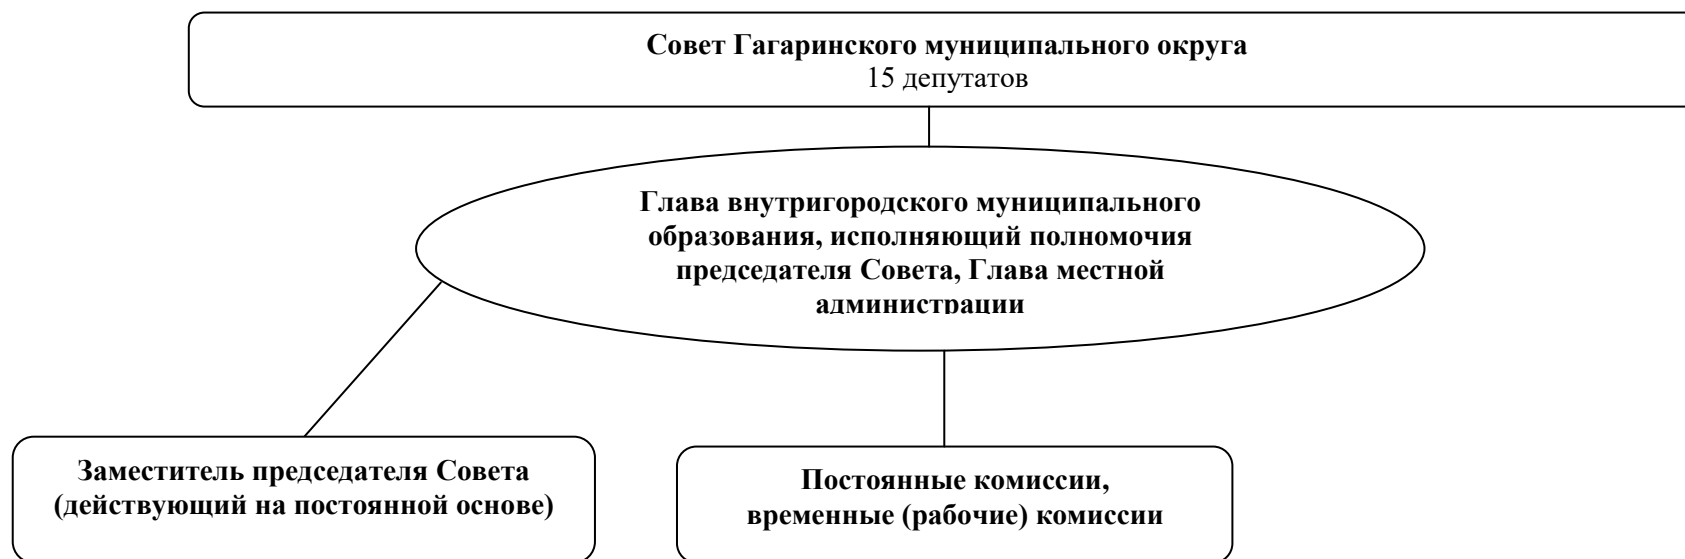 Совет Гагаринского муниципального округа
15 депутатов
Глава внутригородского муниципального
образования, исполняющий полномочия
председателя Совета, Глава местной
администрации
Заместитель председателя Совета
(действующий на постоянной основе)
Постоянные комиссии,
временные (рабочие) комиссии